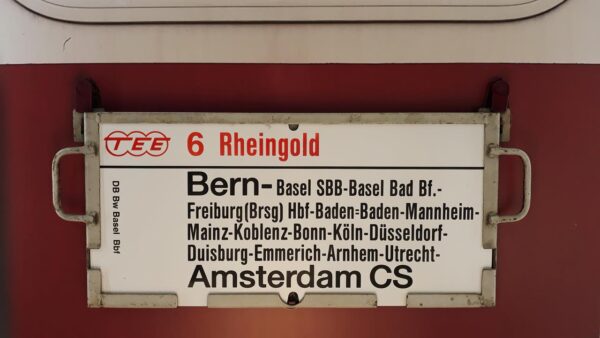 TEE 6 Rheingold
Bern-Basel SBB-Basel Bad Bf.-
Freiburg(Brsg) Hbf-Baden=Baden-Mannheim-
Mainz-Koblenz-Bonn-Köln-Düsseldorf-
Duisburg-Emmerich-Arnhem-Utrecht-
Amsterdam CS
DB Bw Basel Bbf